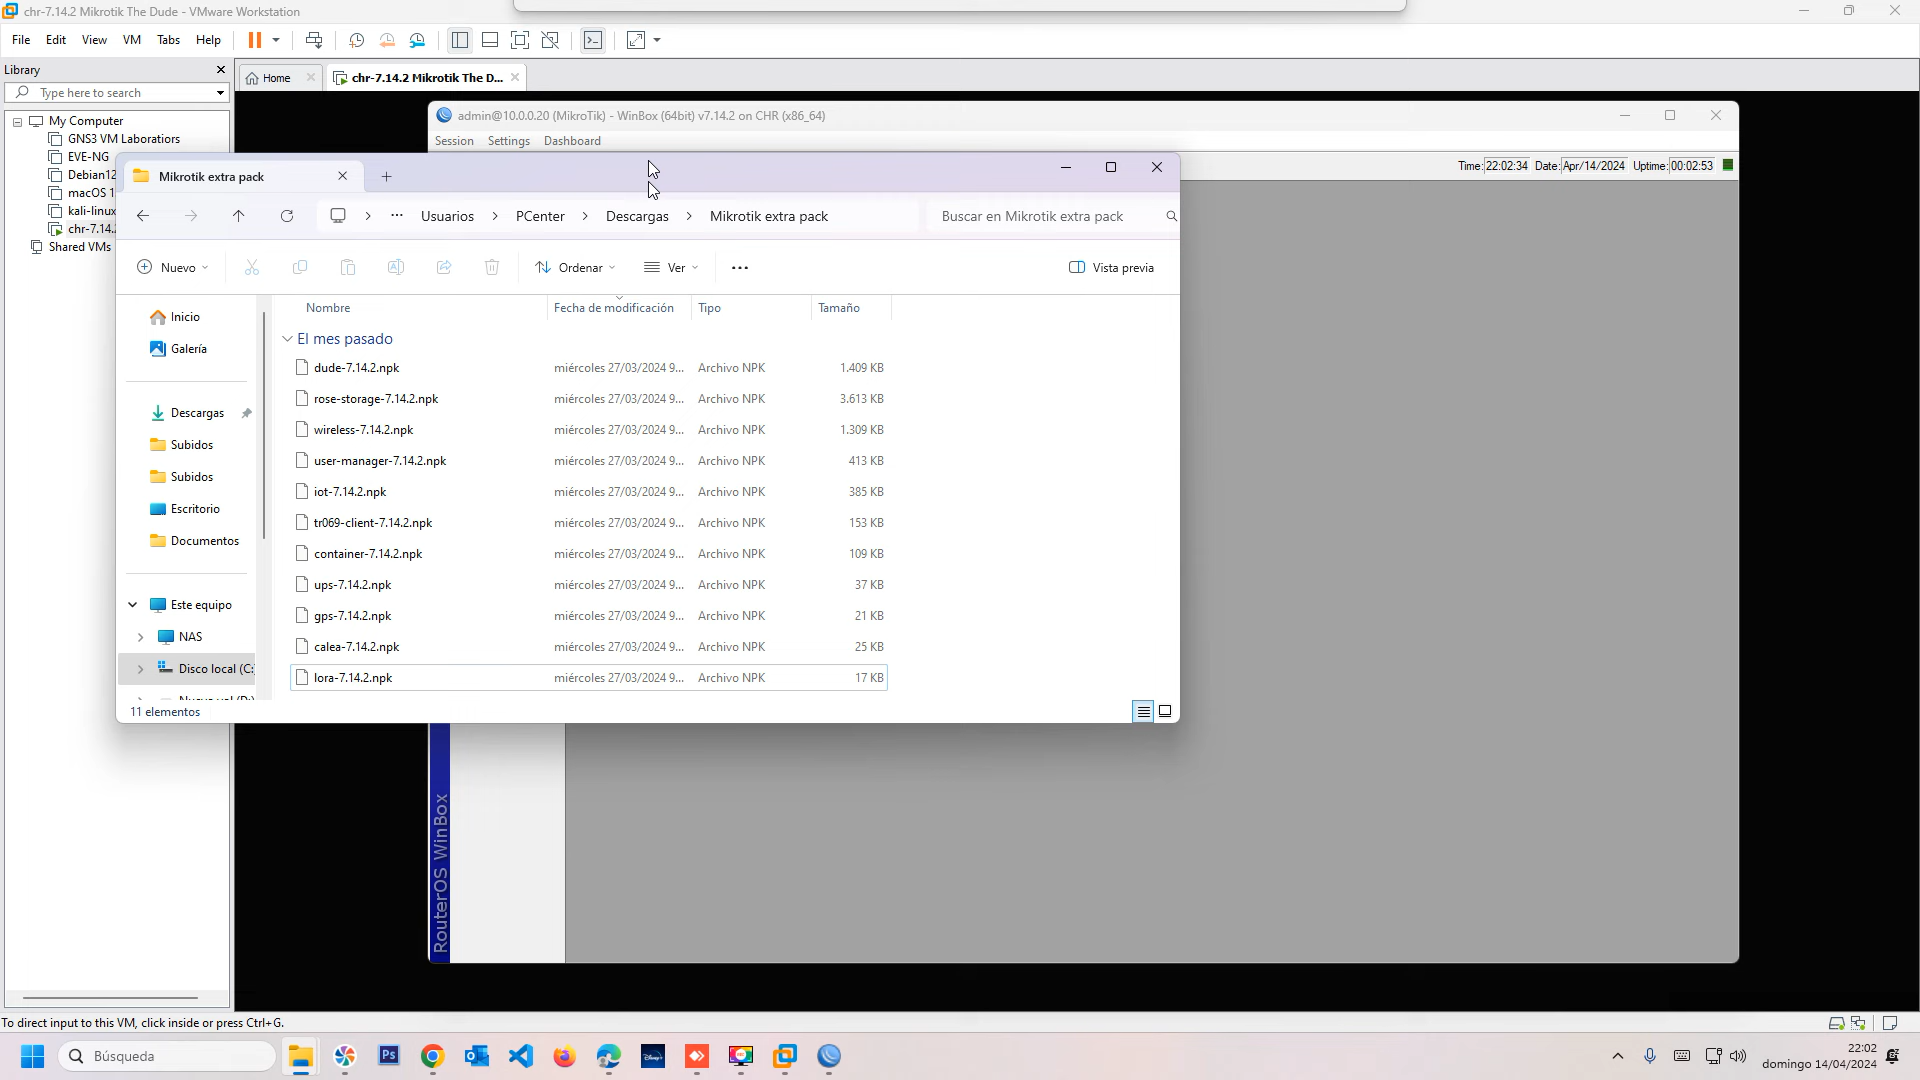 chr-7.14.2 Mikrotik The Dude - VMware Workstation
File Edit View VM Tabs Help
Library
Home
chr-7.14.2 Mikrotik The D...
Type here to search
My Computer
GNS3 VM Laboratiors
EVE-NG
Debian12
macOS 1
kali-linux
chr-7.14.2
Shared VMs
admin@10.0.0.20 (MikroTik) - WinBox (64bit) v7.14.2 on CHR (x86_64)
Session Settings Dashboard
Time: 22:02:34 Date: Apr/14/2024 Uptime: 00:02:53
Mikrotik extra pack
Usuarios > PCenter > Descargas > Mikrotik extra pack
Buscar en Mikrotik extra pack
Nuevo
Ordenar
Ver
Vista previa
Inicio
Galería
Descargas
Subidos
Subidos
Escritorio
Documentos
Este equipo
NAS
Disco local (C:
Nombre Fecha de modificación Tipo Tamaño
El mes pasado
dude-7.14.2.npk miércoles 27/03/2024 9... Archivo NPK 1.409 KB
rose-storage-7.14.2.npk miércoles 27/03/2024 9... Archivo NPK 3.613 KB
wireless-7.14.2.npk miércoles 27/03/2024 9... Archivo NPK 1.309 KB
user-manager-7.14.2.npk miércoles 27/03/2024 9... Archivo NPK 413 KB
iot-7.14.2.npk miércoles 27/03/2024 9... Archivo NPK 385 KB
tr069-client-7.14.2.npk miércoles 27/03/2024 9... Archivo NPK 153 KB
container-7.14.2.npk miércoles 27/03/2024 9... Archivo NPK 109 KB
ups-7.14.2.npk miércoles 27/03/2024 9... Archivo NPK 37 KB
gps-7.14.2.npk miércoles 27/03/2024 9... Archivo NPK 21 KB
calea-7.14.2.npk miércoles 27/03/2024 9... Archivo NPK 25 KB
lora-7.14.2.npk miércoles 27/03/2024 9... Archivo NPK 17 KB
11 elementos
RouterOS WinBox
To direct input to this VM, click inside or press Ctrl+G.
Búsqueda
Ps
Disney+
22:02
domingo 14/04/2024